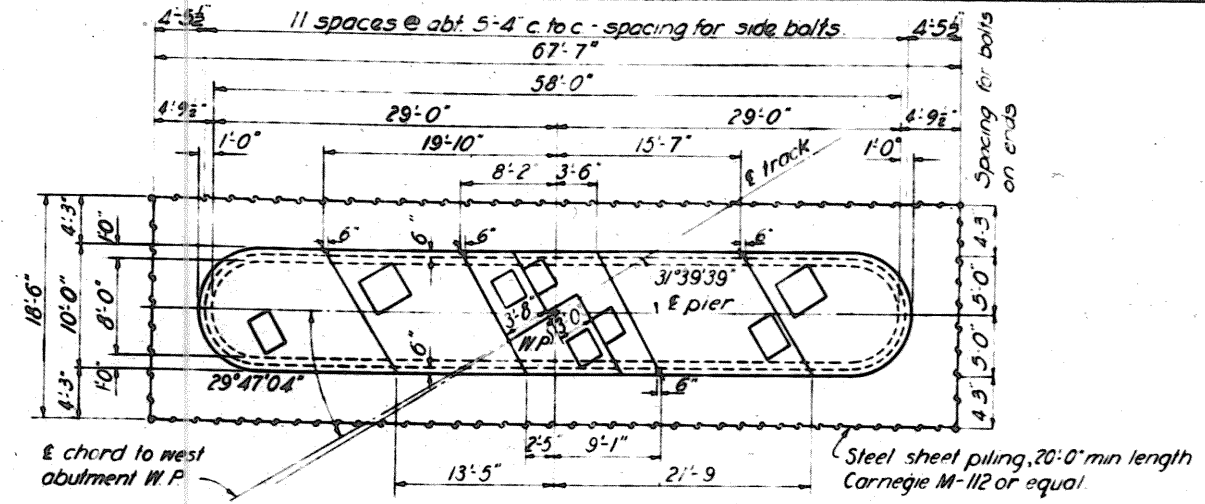 4'-5½" 11 spaces @ abt. 5'-4" c. to c. - spacing for side bolts. 4'-5½"
67'-7"
58'-0"
4'-9½" 29'-0" 29'-0" 4'-9½"
1'-0" 19'-10" 15'-7" 1'-0"
8'-2" 3'-6" ℄ track
Spacing for bolts
on ends
4'-3" 1'-0" 6" 6" 6" 6" 4'-3
18'-6" 10'-0" 8'-0" 31°39'39"
℄ pier 5'-0"
3'-8" 3'-0"
W.P.
5'-0"
6"
4'-3" 1'-0" 29°47'04" 6" 4'-3
℄ chord to west
abutment W.P.
2'-5" 9'-1"
13'-5" 21'-9
Steel sheet piling, 20'-0" min length
Carnegie M-112 or equal.